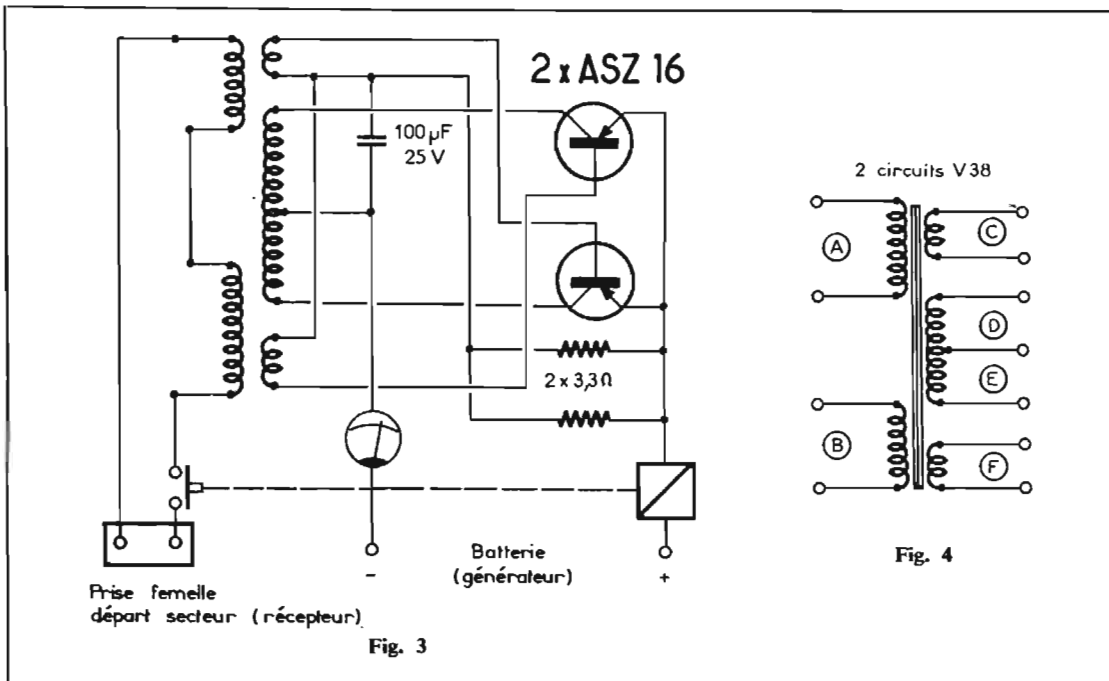 2 x ASZ 16
100 µF
25 V
2 x 3,3 Ω
Batterie
(générateur)
-
+
Prise femelle
départ secteur (récepteur)
Fig. 3
2 circuits V 38
A
B
C
D
E
F
Fig. 4